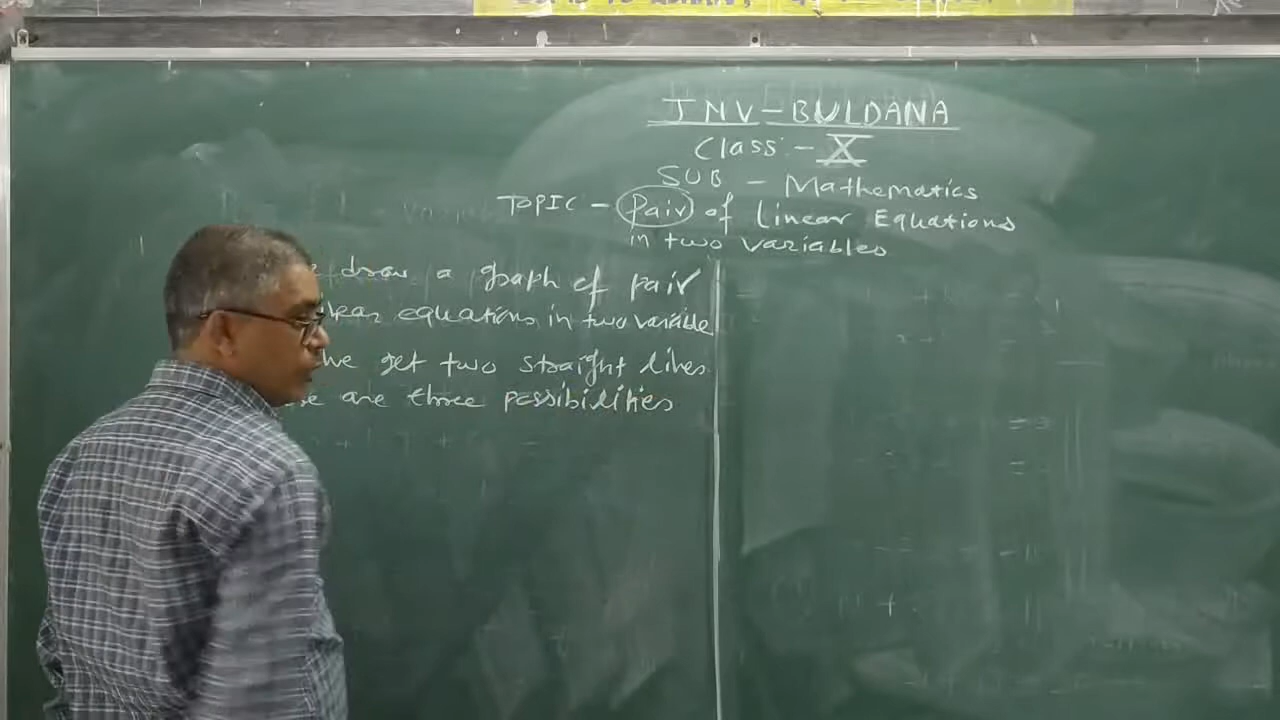 JNV - BULDANA
Class :- X
SUB - Mathematics
TOPIC - Pair of Linear Equations
in two variables
draw a graph of pair
equations in two variable
we get two straight lines
are three possibilities